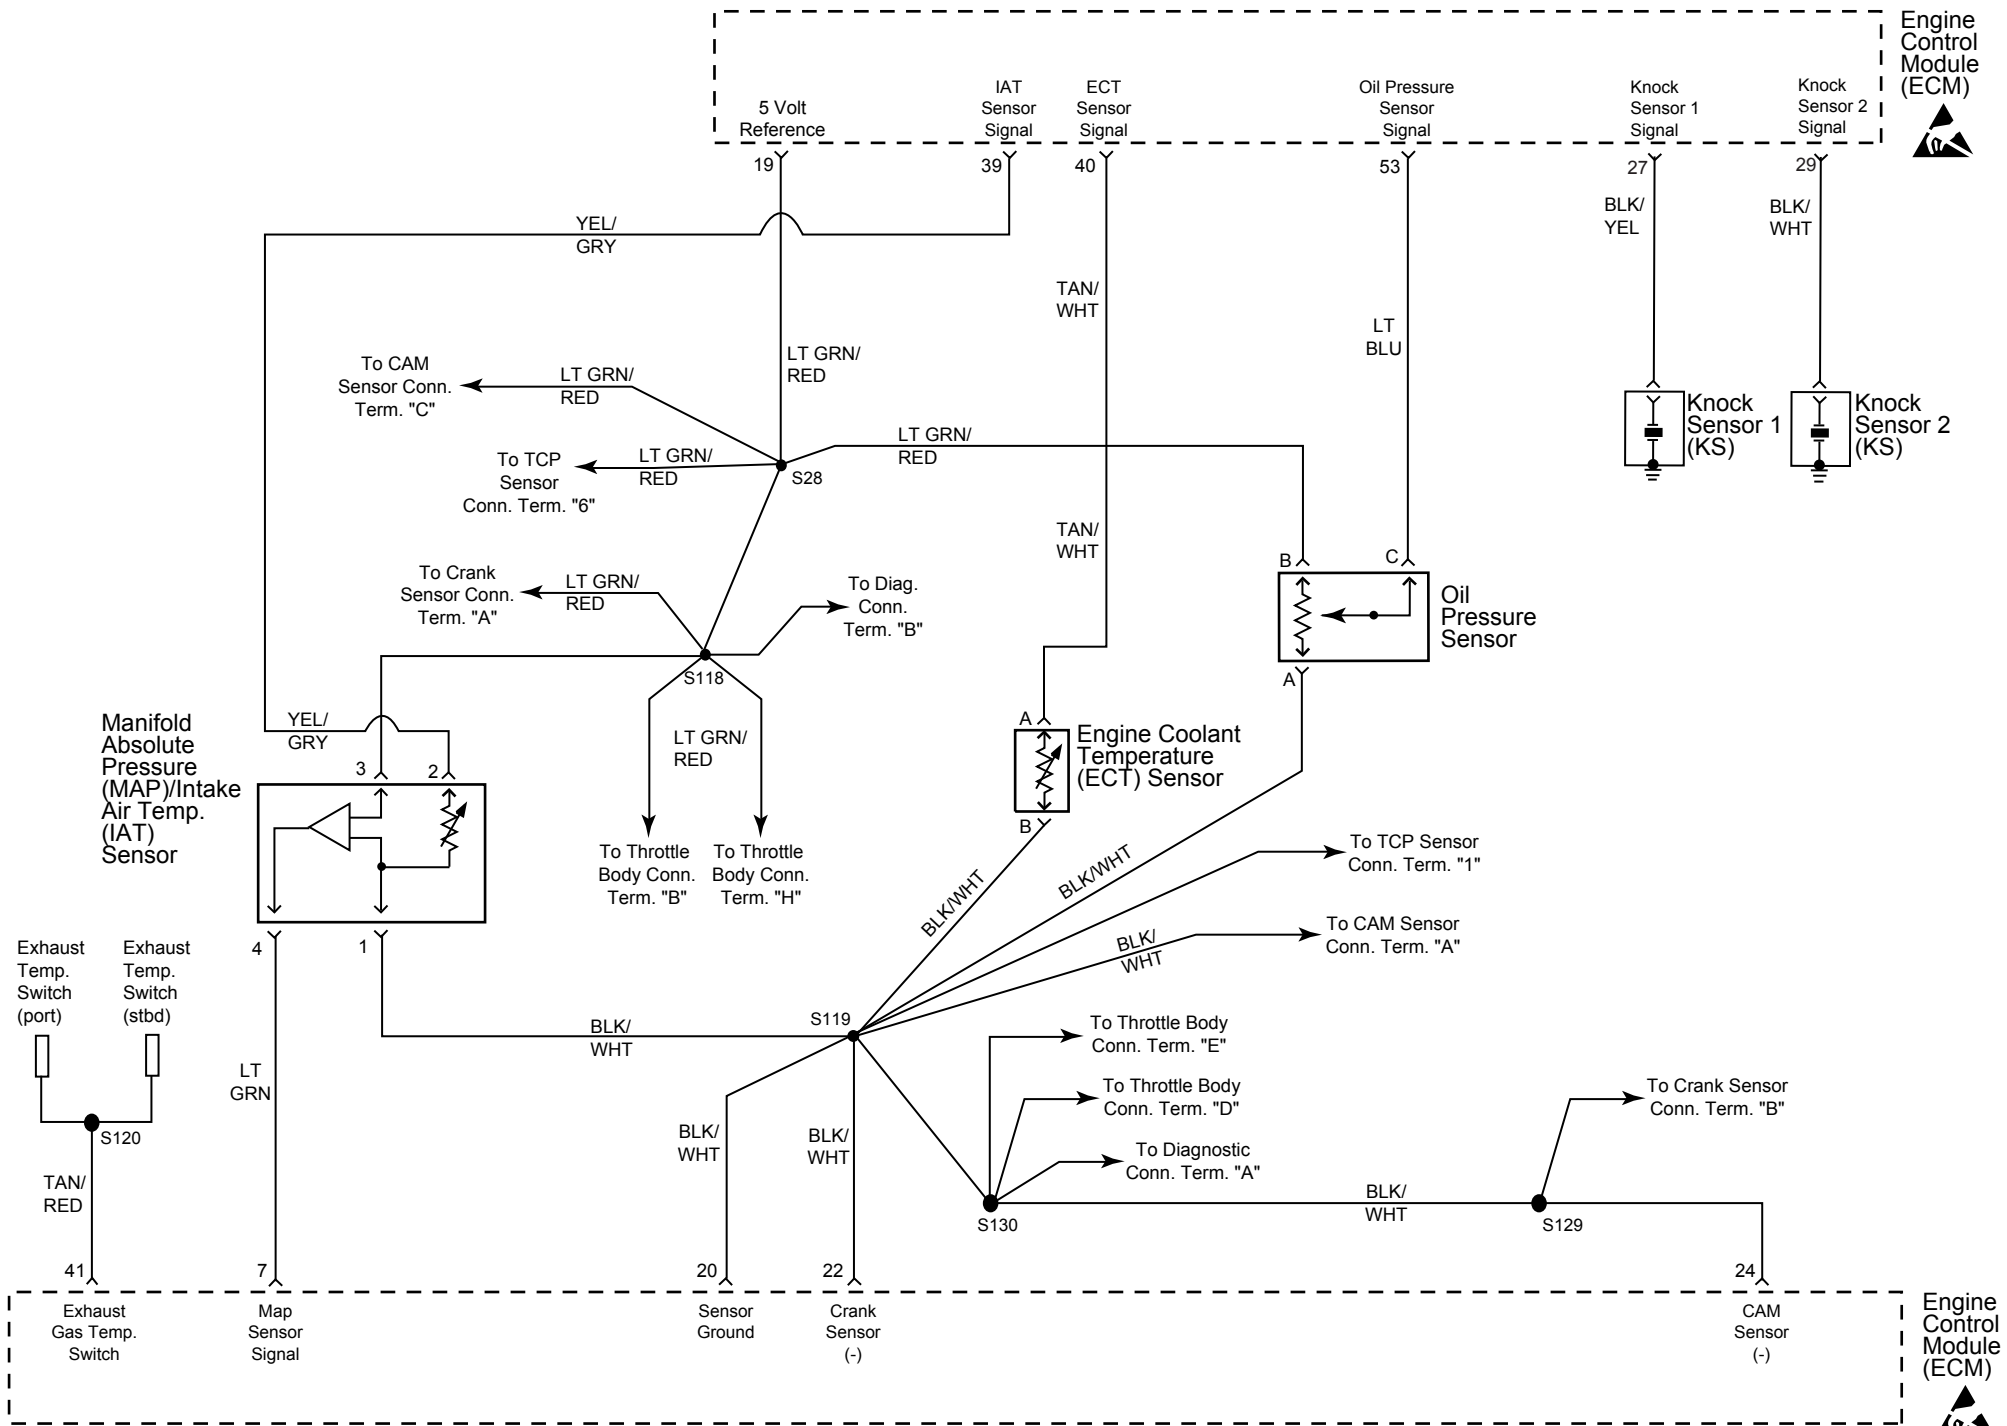 Engine
Control
Module
(ECM)
5 Volt
Reference
IAT
Sensor
Signal
ECT
Sensor
Signal
Oil Pressure
Sensor
Signal
Knock
Sensor 1
Signal
Knock
Sensor 2
Signal
19
39
40
53
27
29
YEL/
GRY
BLK/
YEL
BLK/
WHT
TAN/
WHT
LT
BLU
LT GRN/
RED
To CAM
Sensor Conn.
Term. "C"
LT GRN/
RED
Knock
Sensor 1
(KS)
Knock
Sensor 2
(KS)
LT GRN/
RED
To TCP
Sensor
Conn. Term. "6"
LT GRN/
RED
S28
TAN/
WHT
B
C
To Crank
Sensor Conn.
Term. "A"
LT GRN/
RED
To Diag.
Conn.
Term. "B"
Oil
Pressure
Sensor
A
S118
YEL/
GRY
LT GRN/
RED
Manifold
Absolute
Pressure
(MAP)/Intake
Air Temp.
(IAT)
Sensor
3
2
A
Engine Coolant
Temperature
(ECT) Sensor
B
To Throttle
Body Conn.
Term. "B"
To Throttle
Body Conn.
Term. "H"
BLK/WHT
BLK/WHT
To TCP Sensor
Conn. Term. "1"
BLK/
WHT
To CAM Sensor
Conn. Term. "A"
4
1
Exhaust
Temp.
Switch
(port)
Exhaust
Temp.
Switch
(stbd)
BLK/
WHT
S119
To Throttle Body
Conn. Term. "E"
LT
GRN
To Throttle Body
Conn. Term. "D"
To Crank Sensor
Conn. Term. "B"
S120
BLK/
WHT
BLK/
WHT
To Diagnostic
Conn. Term. "A"
TAN/
RED
BLK/
WHT
S130
S129
41
7
20
22
24
Exhaust
Gas Temp.
Switch
Map
Sensor
Signal
Sensor
Ground
Crank
Sensor
(-)
CAM
Sensor
(-)
Engine
Control
Module
(ECM)